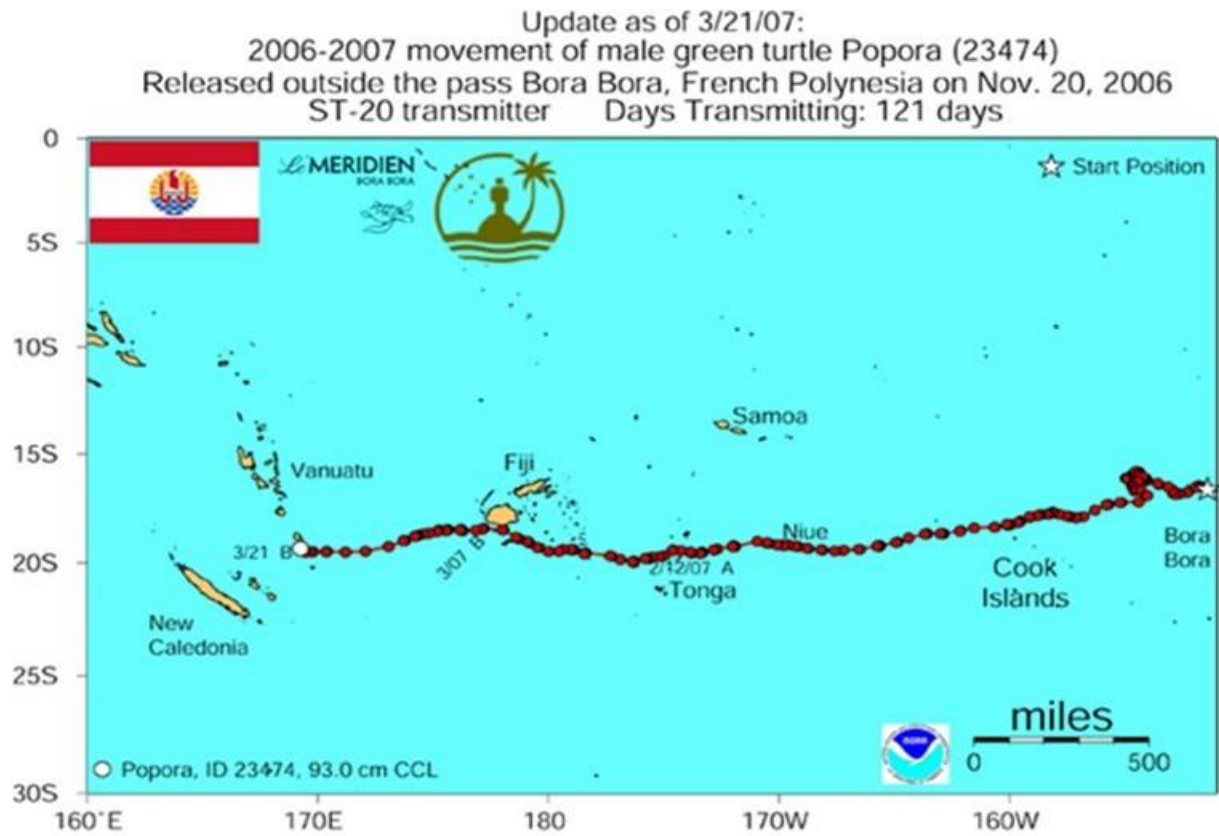 Update as of 3/21/07:
2006-2007 movement of male green turtle Popora (23474)
Released outside the pass Bora Bora, French Polynesia on Nov. 20, 2006
ST-20 transmitter Days Transmitting: 121 days
0
5S
10S
15S
20S
25S
30S
Le MERIDIEN
BORA BORA
Start Position
Samoa
Vanuatu
Fiji
Niue
3/21 B
3/07 B
2/12/07 A
Tonga
Bora
Bora
Cook
Islands
New
Caledonia
miles
0 500
NOAA
Popora, ID 23474, 93.0 cm CCL
160°E 170E 180 170W 160W